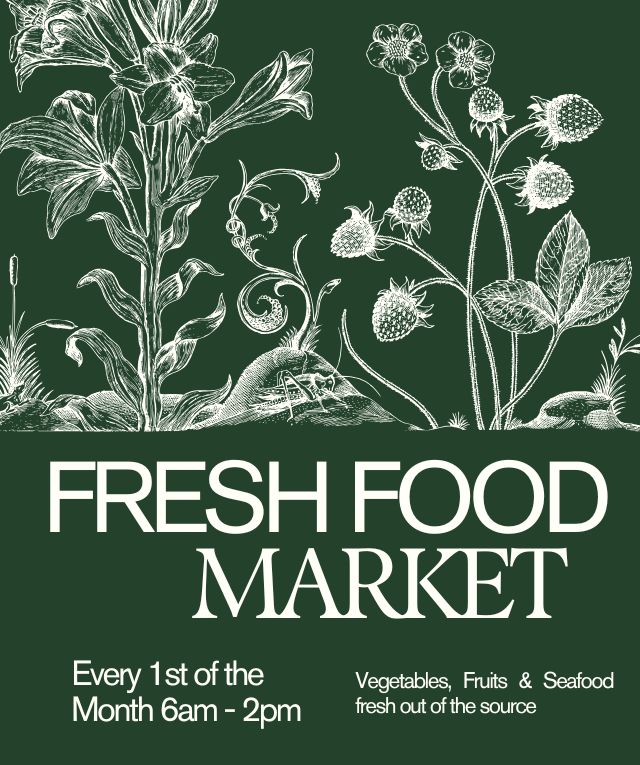 FRESH FOOD
MARKET
Every 1st of the
Month 6am - 2pm
Vegetables, Fruits & Seafood
fresh out of the source